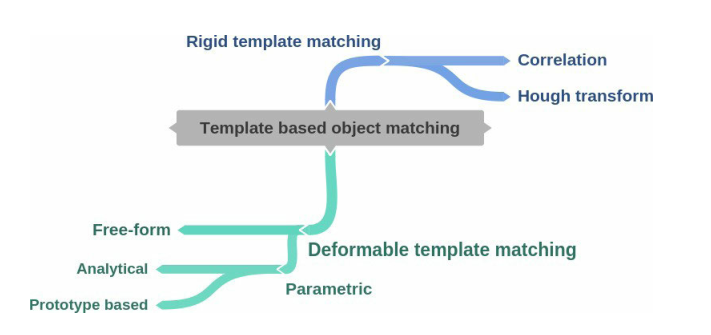 Rigid template matching
Correlation
Hough transform
Template based object matching
Free-form
Deformable template matching
Analytical
Parametric
Prototype based